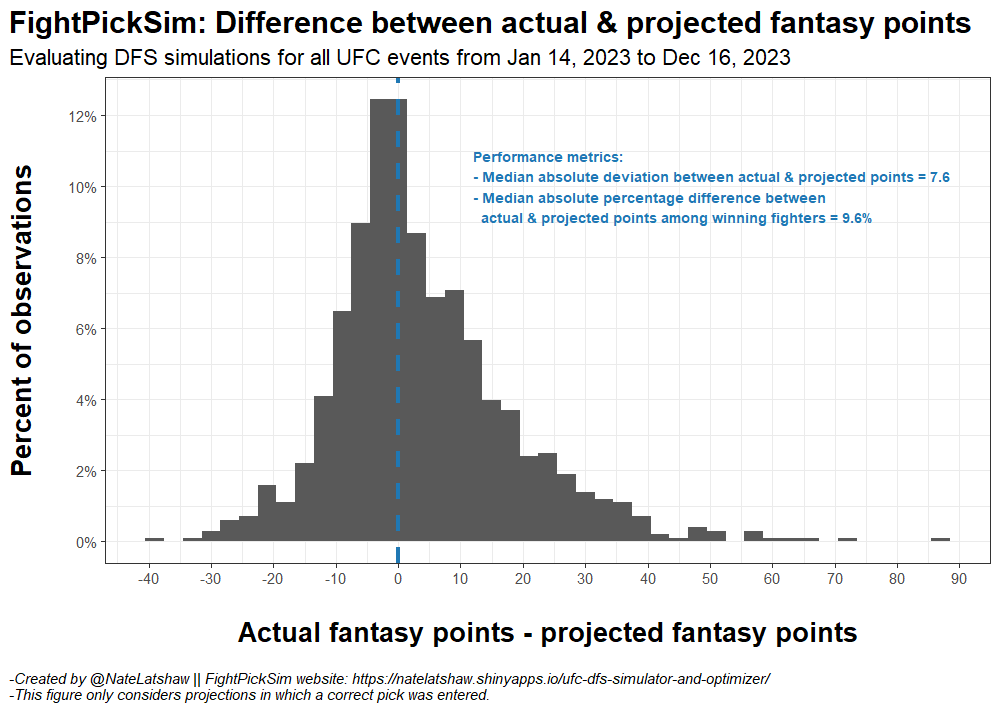 FightPickSim: Difference between actual & projected fantasy points
Evaluating DFS simulations for all UFC events from Jan 14, 2023 to Dec 16, 2023
Percent of observations
12%
10%
8%
6%
4%
2%
0%
Performance metrics:
- Median absolute deviation between actual & projected points = 7.6
- Median absolute percentage difference between
actual & projected points among winning fighters = 9.6%
-40 -30 -20 -10 0 10 20 30 40 50 60 70 80 90
Actual fantasy points - projected fantasy points
-Created by @NateLatshaw || FightPickSim website: https://natelatshaw.shinyapps.io/ufc-dfs-simulator-and-optimizer/
-This figure only considers projections in which a correct pick was entered.